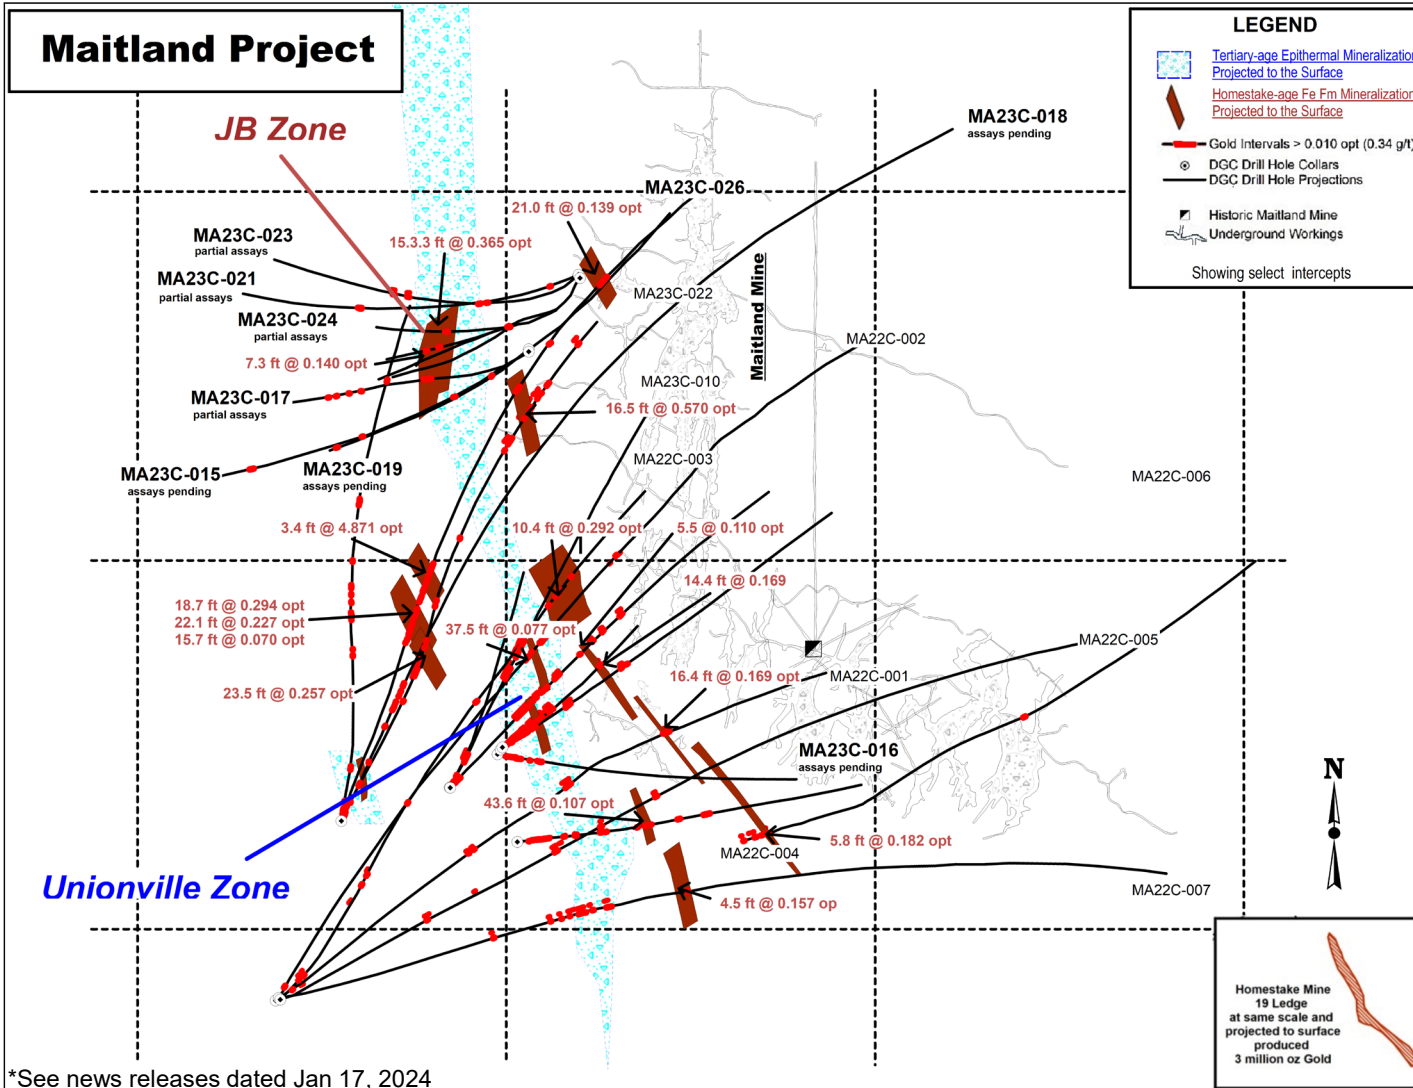 Maitland Project
LEGEND
Tertiary-age Epithermal Mineralization
Projected to the Surface
Homestake-age Fe Fm Mineralization
Projected to the Surface
Gold Intervals > 0.010 opt (0.34 g/t)
DGC Drill Hole Collars
DGC Drill Hole Projections
Historic Maitland Mine
Underground Workings
Showing select intercepts
JB Zone
MA23C-018
assays pending
MA23C-026
21.0 ft @ 0.139 opt
MA23C-023
partial assays
15.3.3 ft @ 0.365 opt
MA23C-021
partial assays
MA23C-022
MA23C-024
partial assays
Maitland Mine
MA22C-002
7.3 ft @ 0.140 opt
MA23C-010
MA23C-017
partial assays
16.5 ft @ 0.570 opt
MA22C-003
MA23C-015
assays pending
MA23C-019
assays pending
MA22C-006
3.4 ft @ 4.871 opt
10.4 ft @ 0.292 opt
5.5 @ 0.110 opt
14.4 ft @ 0.169
18.7 ft @ 0.294 opt
22.1 ft @ 0.227 opt
15.7 ft @ 0.070 opt
37.5 ft @ 0.077 opt
MA22C-005
16.4 ft @ 0.169 opt
MA22C-001
23.5 ft @ 0.257 opt
MA23C-016
assays pending
43.6 ft @ 0.107 opt
5.8 ft @ 0.182 opt
MA22C-004
Unionville Zone
MA22C-007
4.5 ft @ 0.157 op
N
Homestake Mine
19 Ledge
at same scale and
projected to surface
produced
3 million oz Gold
*See news releases dated Jan 17, 2024